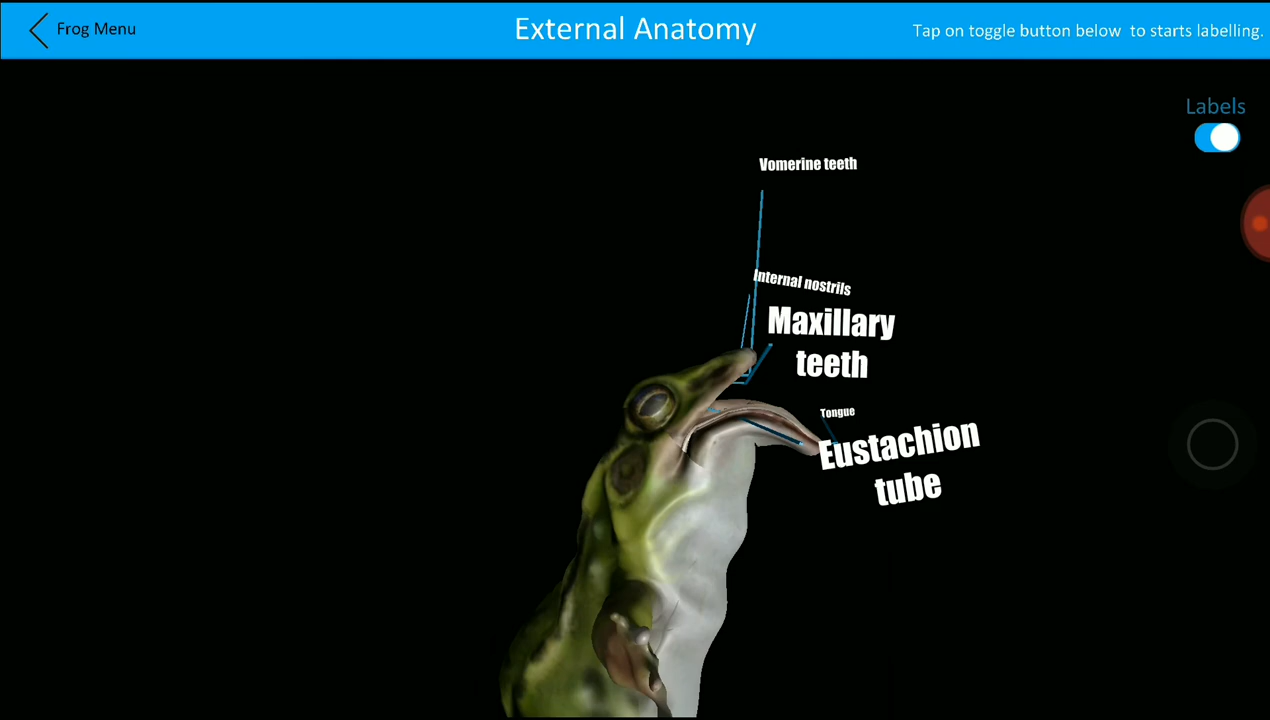 Frog Menu
External Anatomy
Tap on toggle button below to starts labelling.
Labels
Vomerine teeth
Internal nostrils
Maxillary
teeth
Tongue
Eustachion
tube